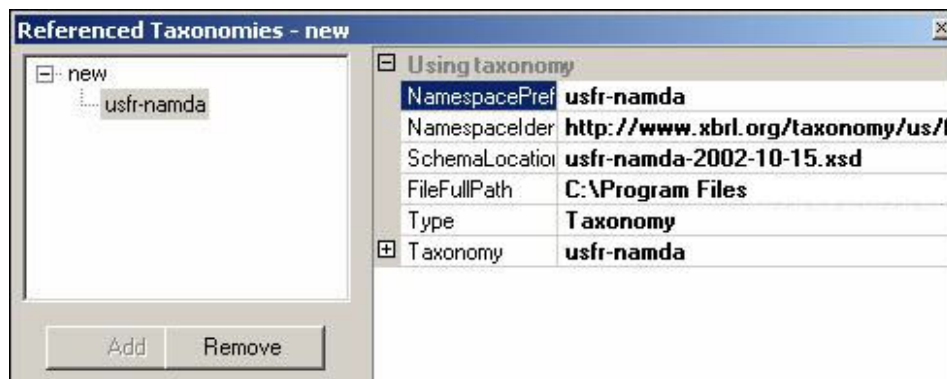 Referenced Taxonomies - new
new
usfr-namda
Using taxonomy
NamespacePref usfr-namda
NamespaceIder http://www.xbrl.org/taxonomy/us/f
SchemaLocation usfr-namda-2002-10-15.xsd
FileFullPath C:\Program Files
Type Taxonomy
Taxonomy usfr-namda
Add Remove